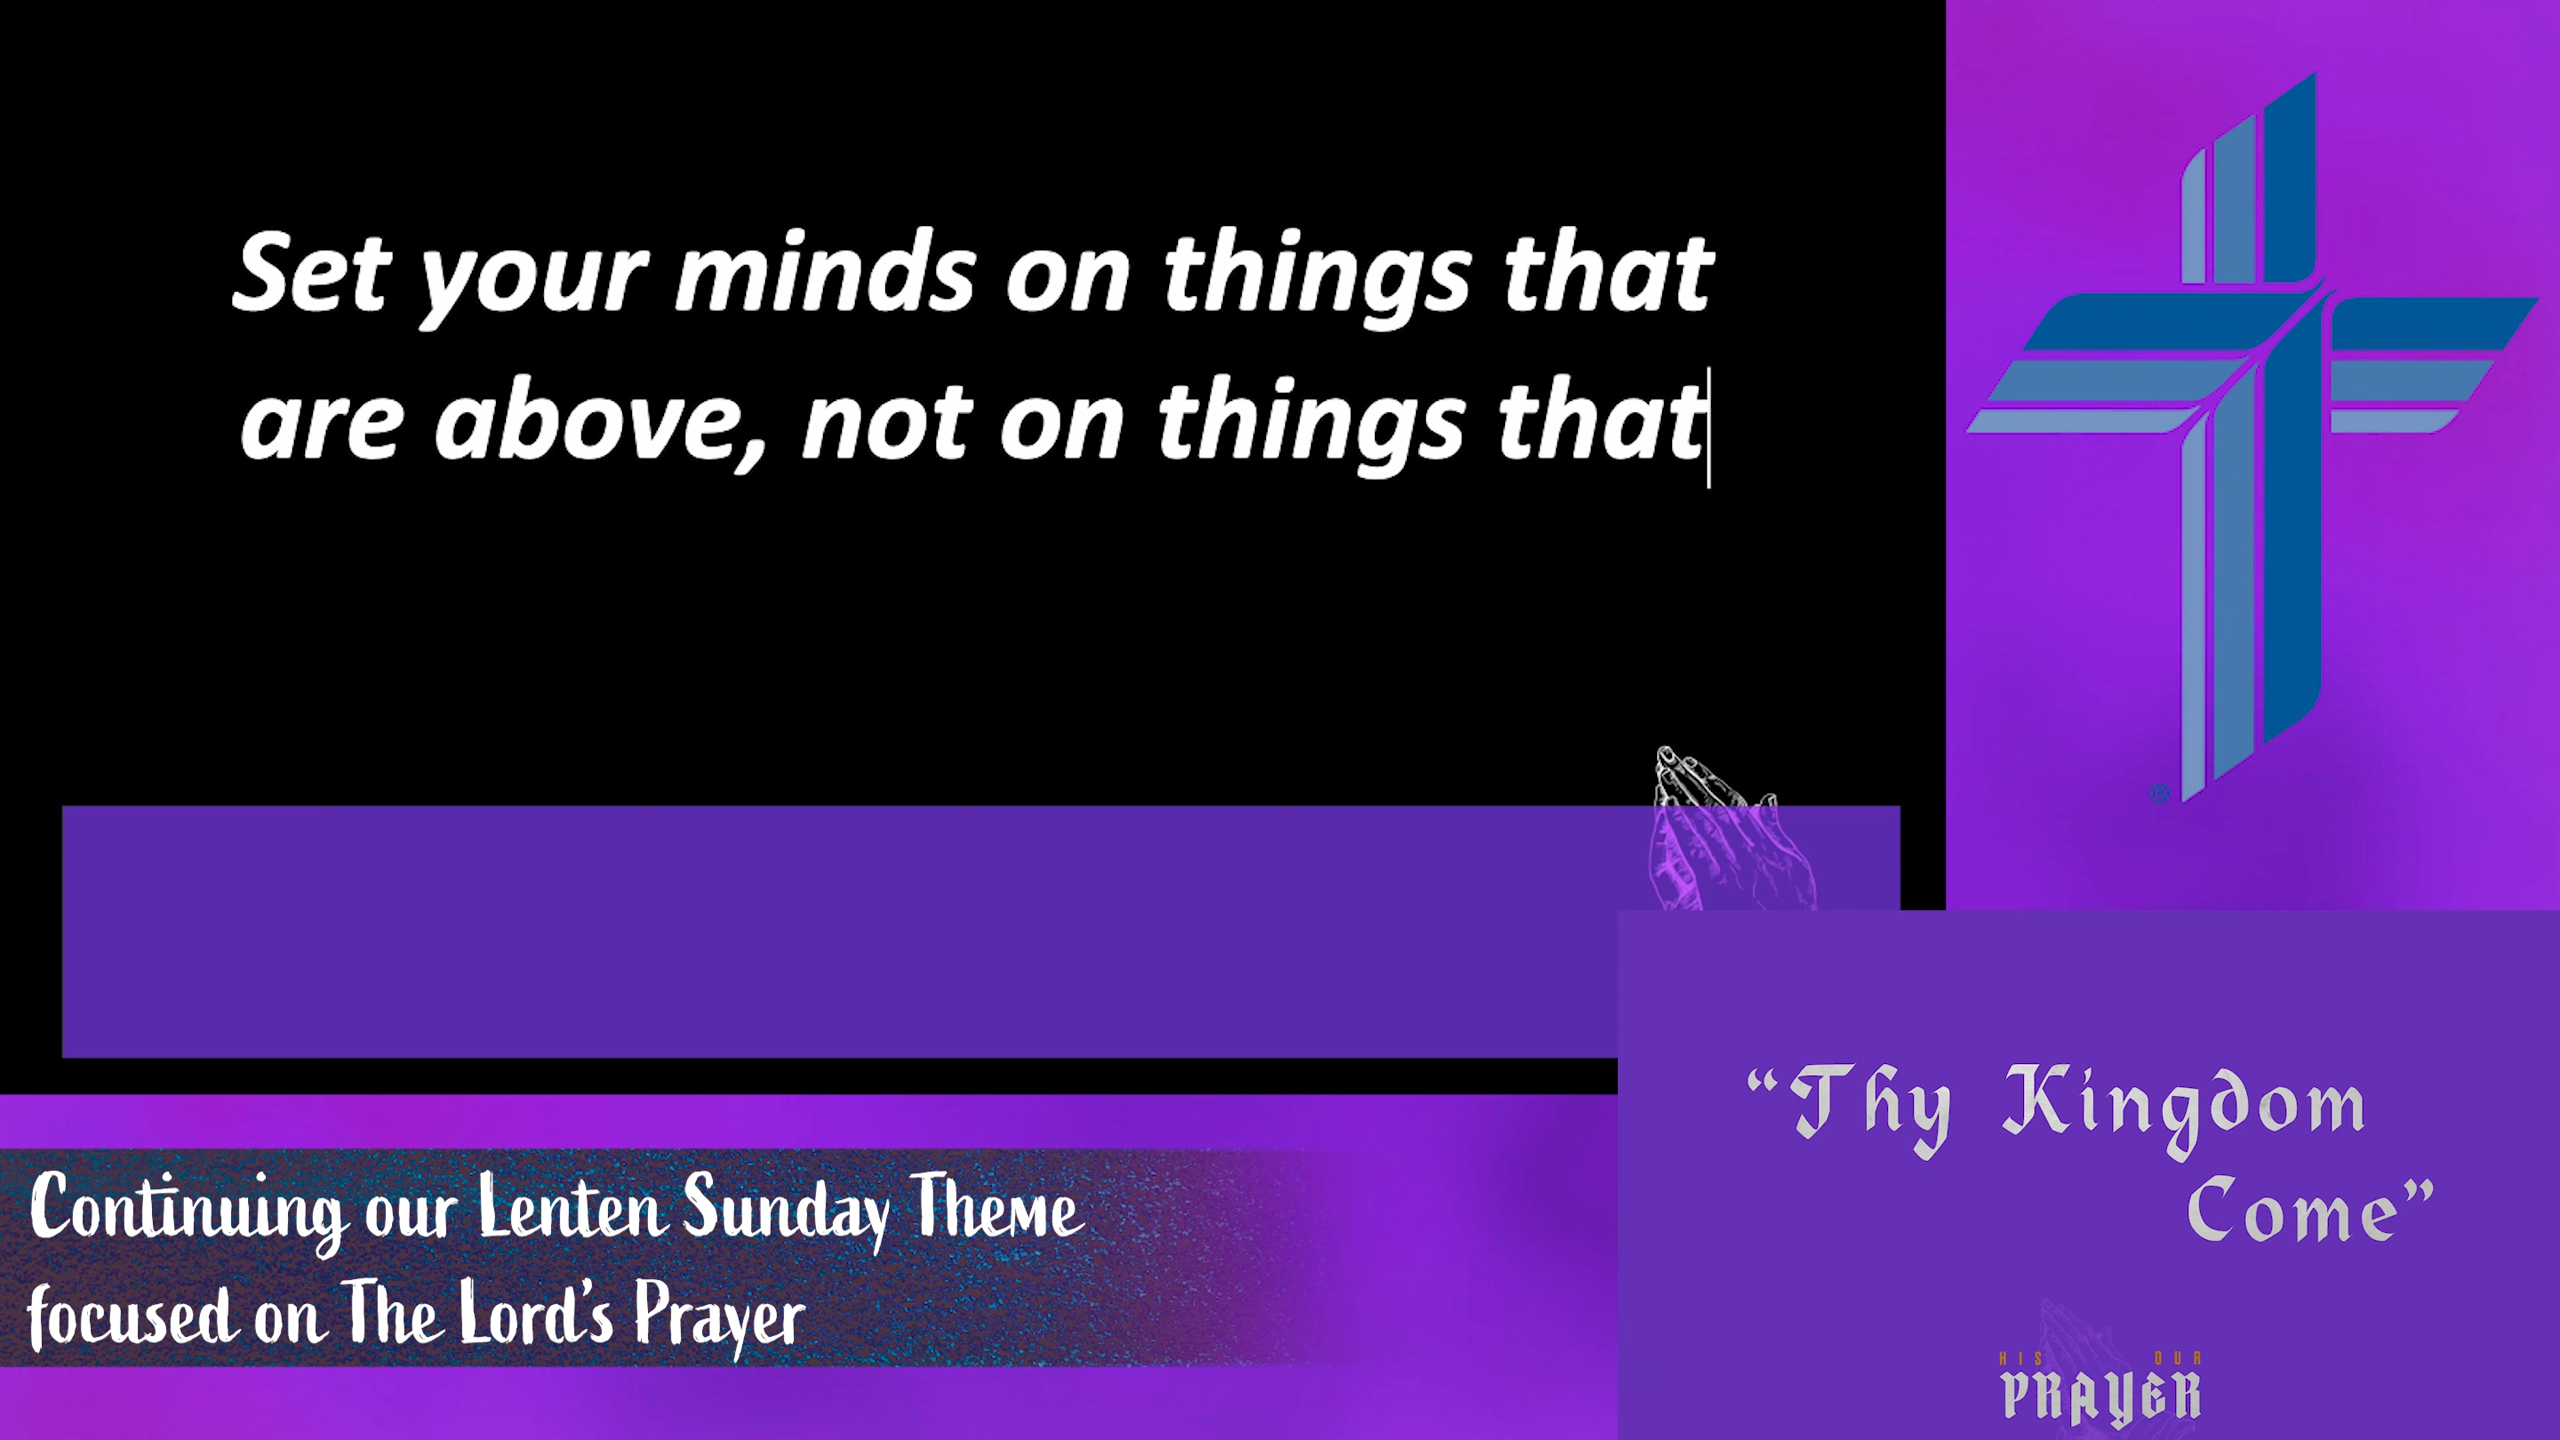 Set your minds on things that
are above, not on things that
©
“Thy Kingdom
Come”
Continuing our Lenten Sunday Theme
focused on The Lord’s Prayer
HIS OUR
PRAYER